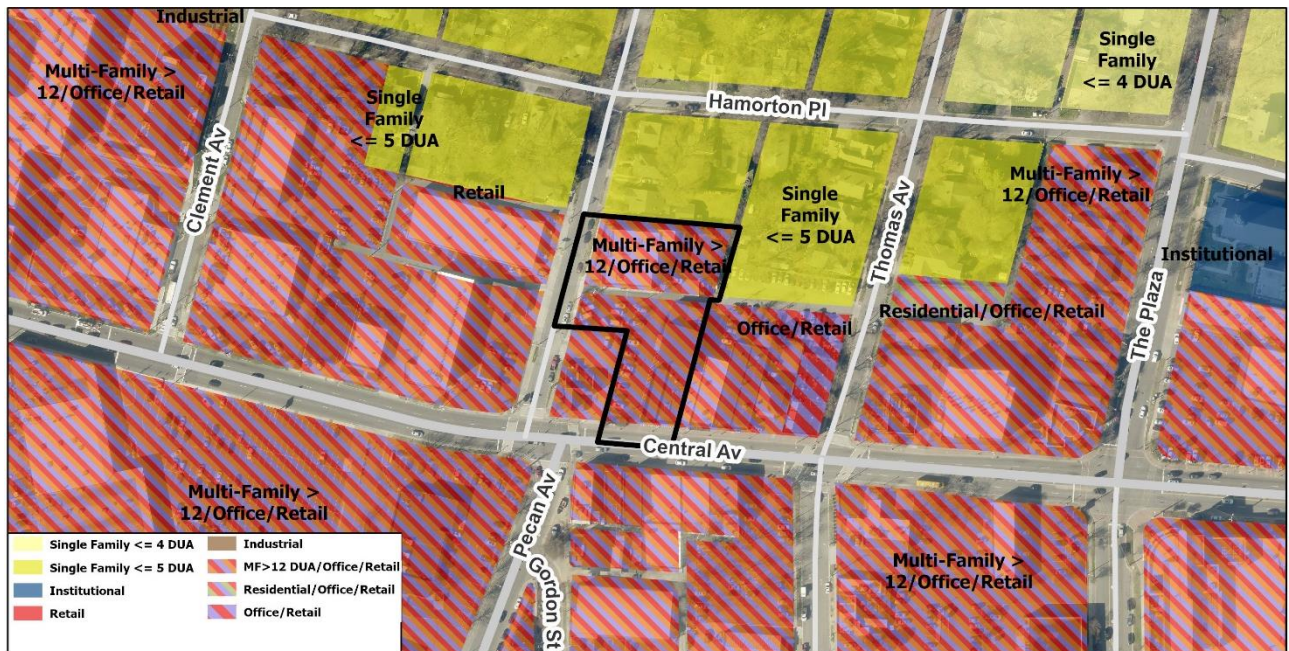 Industrial
Multi-Family >
12/Office/Retail
Single
Family
<= 4 DUA
Hamorton Pl
Single
Family
<= 5 DUA
Clement Av
Retail
Multi-Family >
12/Office/Retail
Single
Family
<= 5 DUA
Thomas Av
Multi-Family >
12/Office/Retail
Institutional
The Plaza
Residential/Office/Retail
Office/Retail
Central Av
Multi-Family >
12/Office/Retail
Pecan Av
Gordon St
Multi-Family >
12/Office/Retail
Single Family <= 4 DUA
Single Family <= 5 DUA
Institutional
Retail
Industrial
MF>12 DUA/Office/Retail
Residential/Office/Retail
Office/Retail